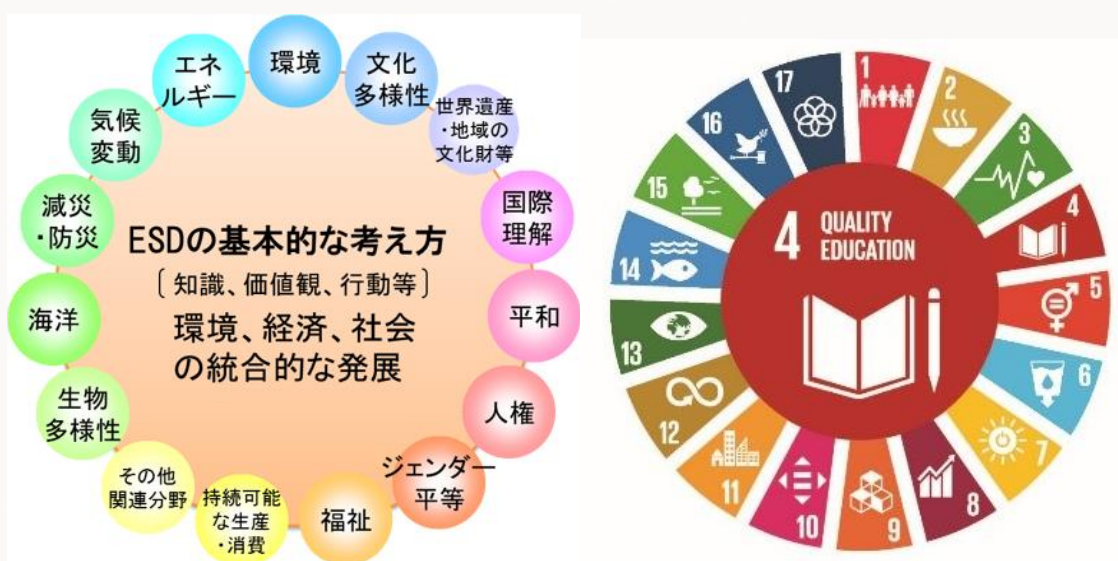 環境
文化
多様性
世界遺産
・地域の
文化財等
国際
理解
平和
人権
ジェンダー
平等
福祉
持続可能
な生産
・消費
その他
関連分野
生物
多様性
海洋
減災
・防災
気候
変動
エネ
ルギー
ESDの基本的な考え方
［知識、価値観、行動等］
環境、経済、社会
の統合的な発展
1
2
3
4
5
6
7
8
9
10
11
12
13
14
15
16
17
4 QUALITY
EDUCATION